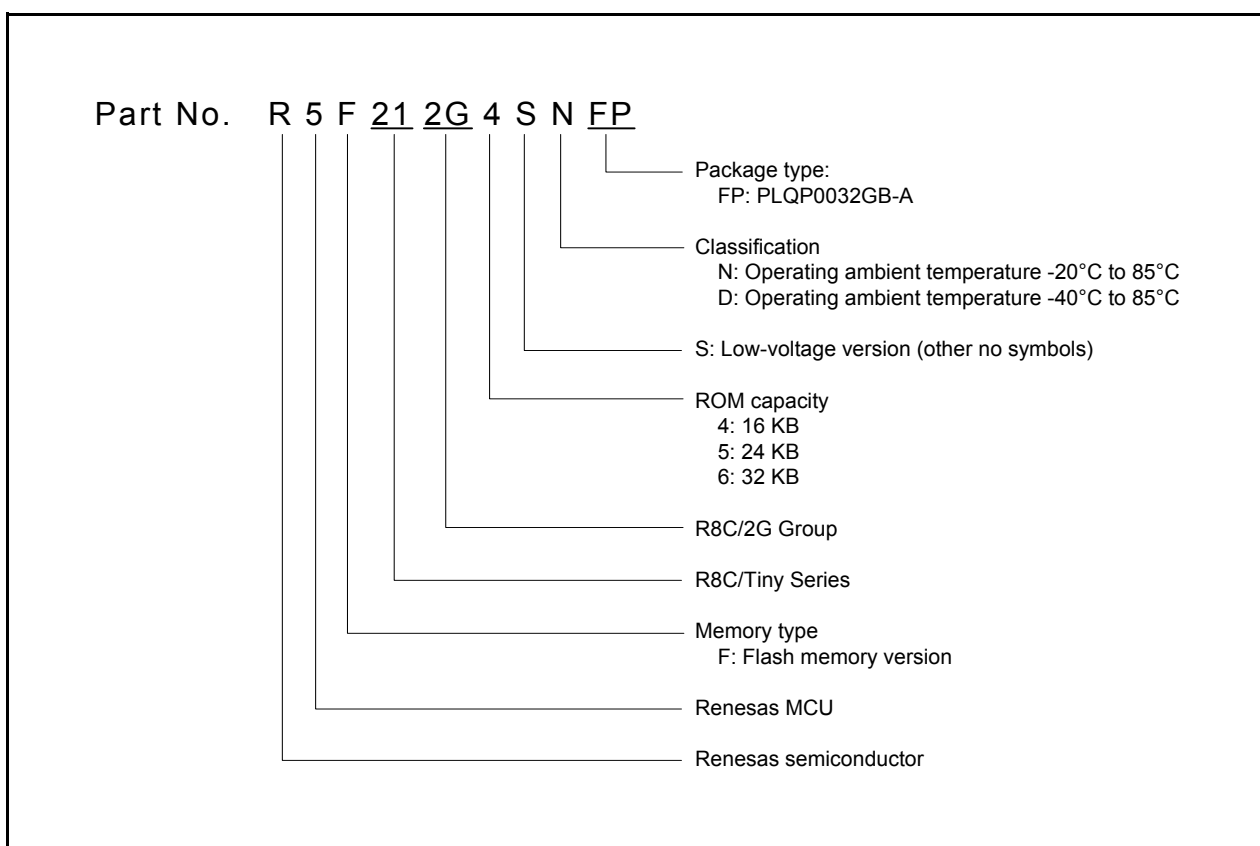 Part No. R 5 F 21 2G 4 S N FP
Package type:
FP: PLQP0032GB-A
Classification
N: Operating ambient temperature -20°C to 85°C
D: Operating ambient temperature -40°C to 85°C
S: Low-voltage version (other no symbols)
ROM capacity
4: 16 KB
5: 24 KB
6: 32 KB
R8C/2G Group
R8C/Tiny Series
Memory type
F: Flash memory version
Renesas MCU
Renesas semiconductor